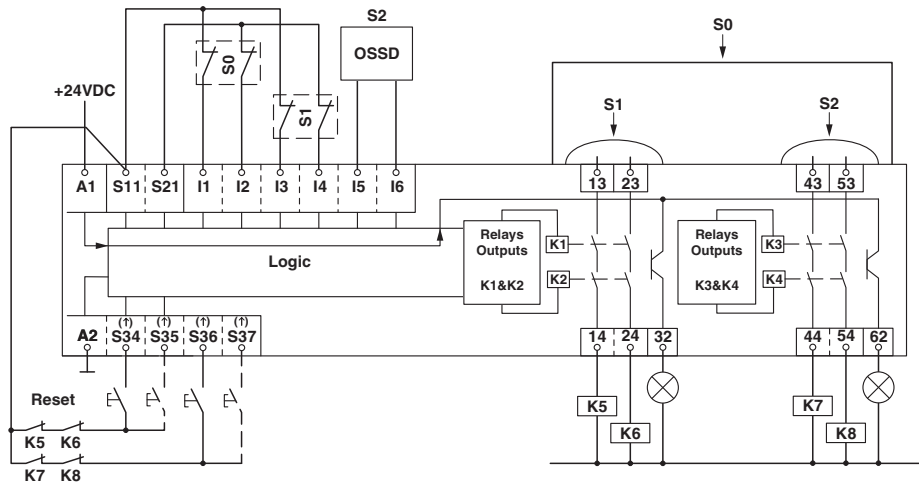 S2
S0
OSSD
S0
+24VDC
S1
S1
S2
A1 S11 S21 I1 I2 I3 I4 I5 I6
13 23
43 53
Logic
Relays
Outputs
K1&K2
K1
K2
Relays
Outputs
K3&K4
K3
K4
(↑) (↑) (↑) (↑)
A2 S34 S35 S36 S37
14 24 32
44 54 62
Reset
K5 K6
K7 K8
K5
K6
K7
K8